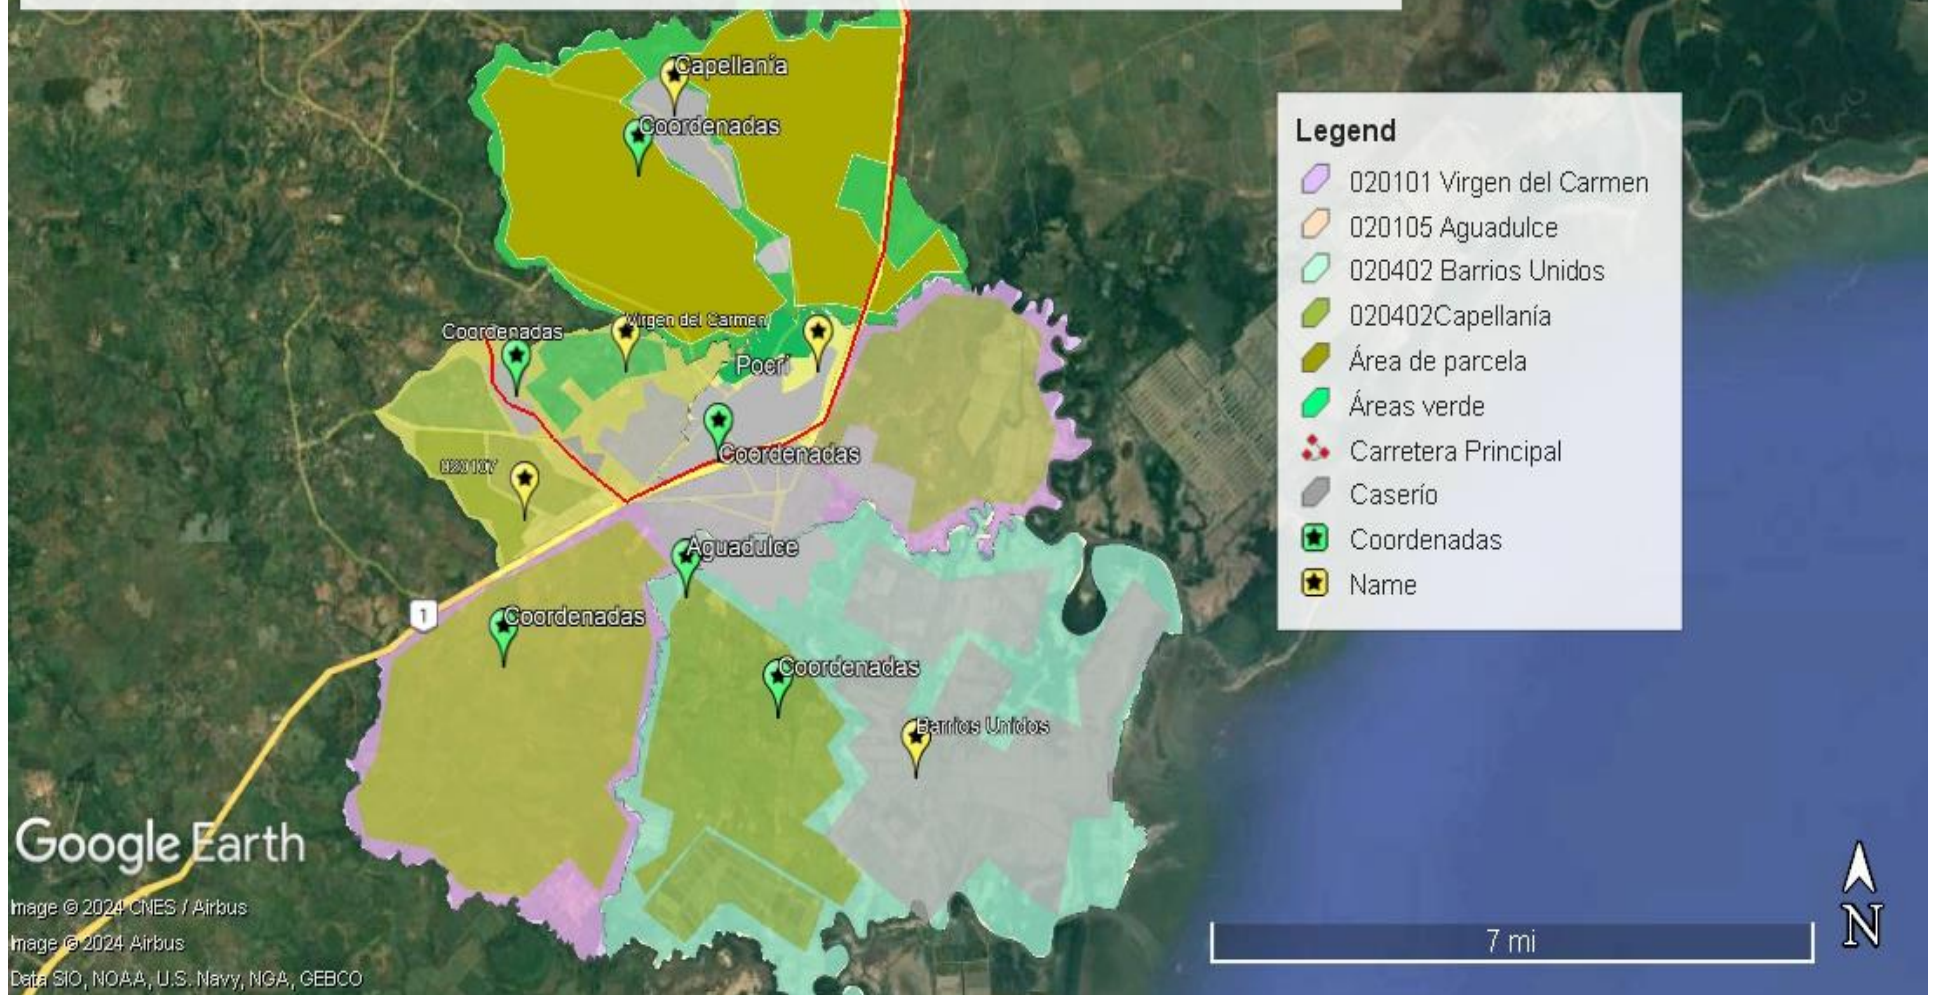 Capellanía
Coordenadas
Virgen del Carmen
Coordenadas
Pocrí
020107
Coordenadas
Aguadulce
1
Coordenadas
Coordenadas
Barrios Unidos
Legend
020101 Virgen del Carmen
020105 Aguadulce
020402 Barrios Unidos
020402Capellanía
Área de parcela
Áreas verde
Carretera Principal
Caserío
Coordenadas
Name
Google Earth
Image © 2024 CNES / Airbus
Image © 2024 Airbus
Data SIO, NOAA, U.S. Navy, NGA, GEBCO
7 mi
N